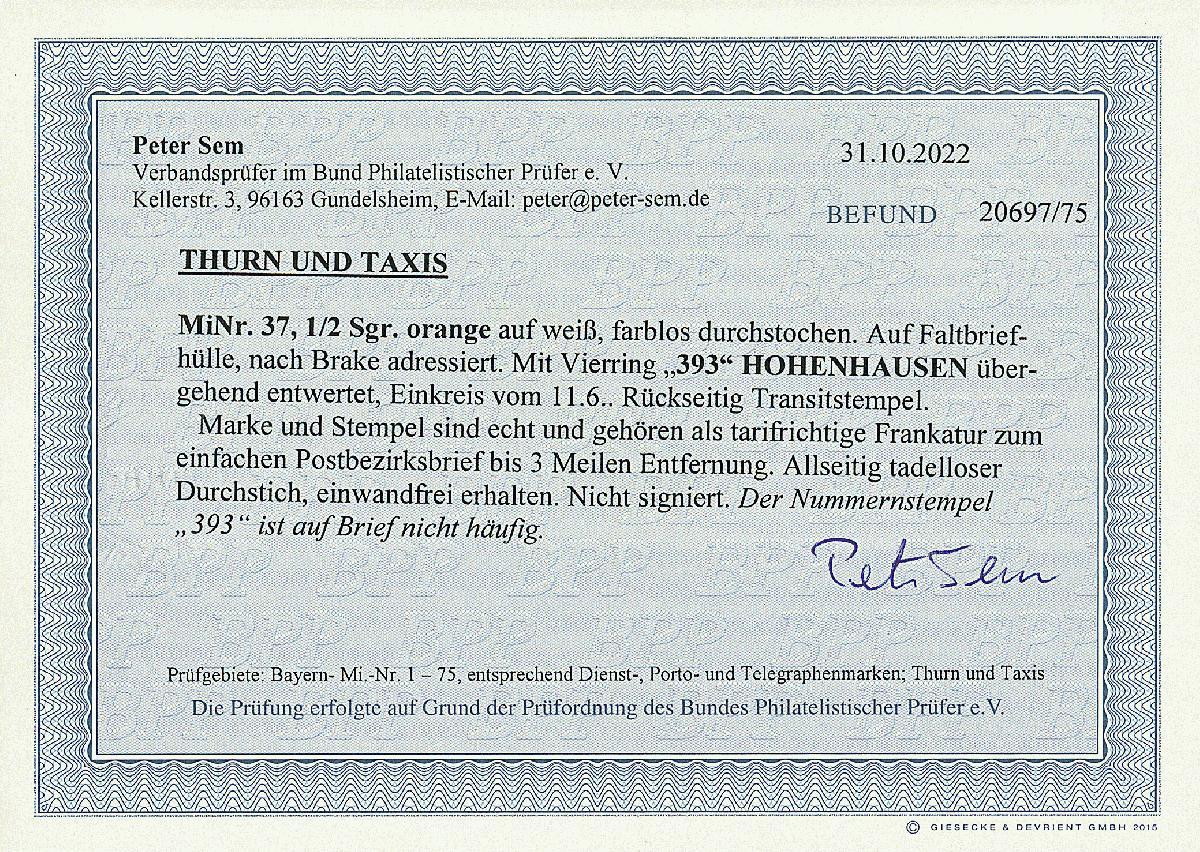 Peter Sem
Verbandsprüfer im Bund Philatelistischer Prüfer e. V.
Kellerstr. 3, 96163 Gundelsheim, E-Mail: peter@peter-sem.de
31.10.2022
BEFUND 20697/75
THURN UND TAXIS
MiNr. 37, 1/2 Sgr. orange auf weiß, farblos durchstochen. Auf Faltbrief-
hülle, nach Brake adressiert. Mit Vierring „393“ HOHENHAUSEN über-
gehend entwertet, Einkreis vom 11.6.. Rückseitig Transitstempel.
Marke und Stempel sind echt und gehören als tarifrichtige Frankatur zum
einfachen Postbezirksbrief bis 3 Meilen Entfernung. Allseitig tadelloser
Durchstich, einwandfrei erhalten. Nicht signiert. Der Nummernstempel
„393“ ist auf Brief nicht häufig.
Peter Sem
Prüfgebiete: Bayern- Mi.-Nr. 1 – 75, entsprechend Dienst-, Porto- und Telegraphenmarken; Thurn und Taxis
Die Prüfung erfolgte auf Grund der Prüfordnung des Bundes Philatelistischer Prüfer e.V.
© GIESECKE & DEVRIENT GMBH 2015